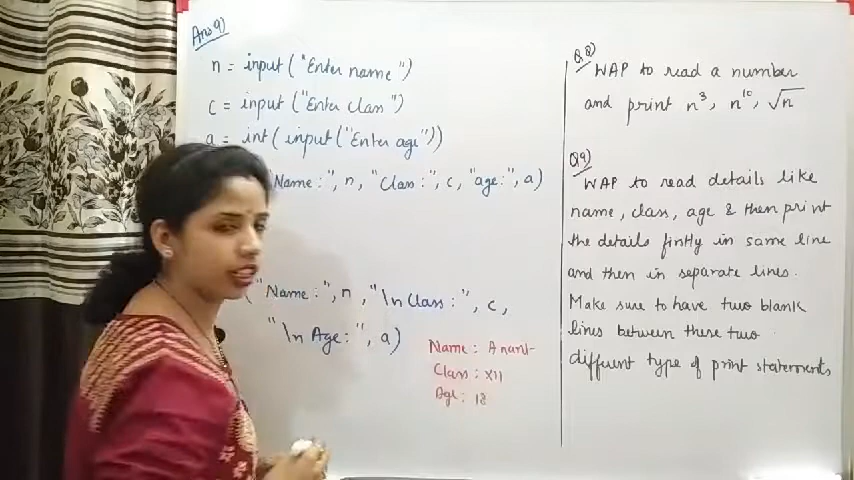 Ans 9)
n = input ("Enter name")
c = input ("Enter class")
a = int ( input ("Enter age"))
"Name :", n, "Class :", c, "age:", a)
( "Name :", n , "\n Class : ", c,
"\n Age: ", a)
Name : Anant
Class : XII
Age : 18
Q8)
WAP to read a number
and print n³, n¹⁰, √n
Q9)
WAP to read details like
name, class, age & then print
the details firstly in same line
and then in separate lines.
Make sure to have two blank
lines between these two
different type of print statements